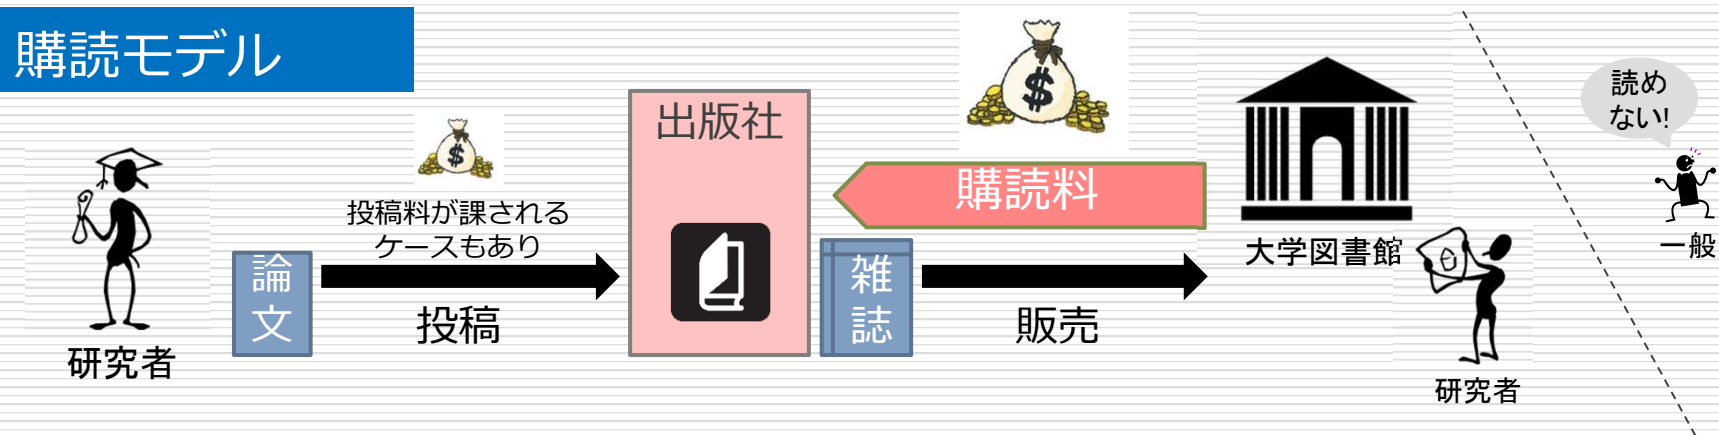 購読モデル
研究者
論
文
投稿料が課される
ケースもあり
投稿
出版社
$
購読料
$
雑
誌
販売
大学図書館
研究者
読め
ない!
一般